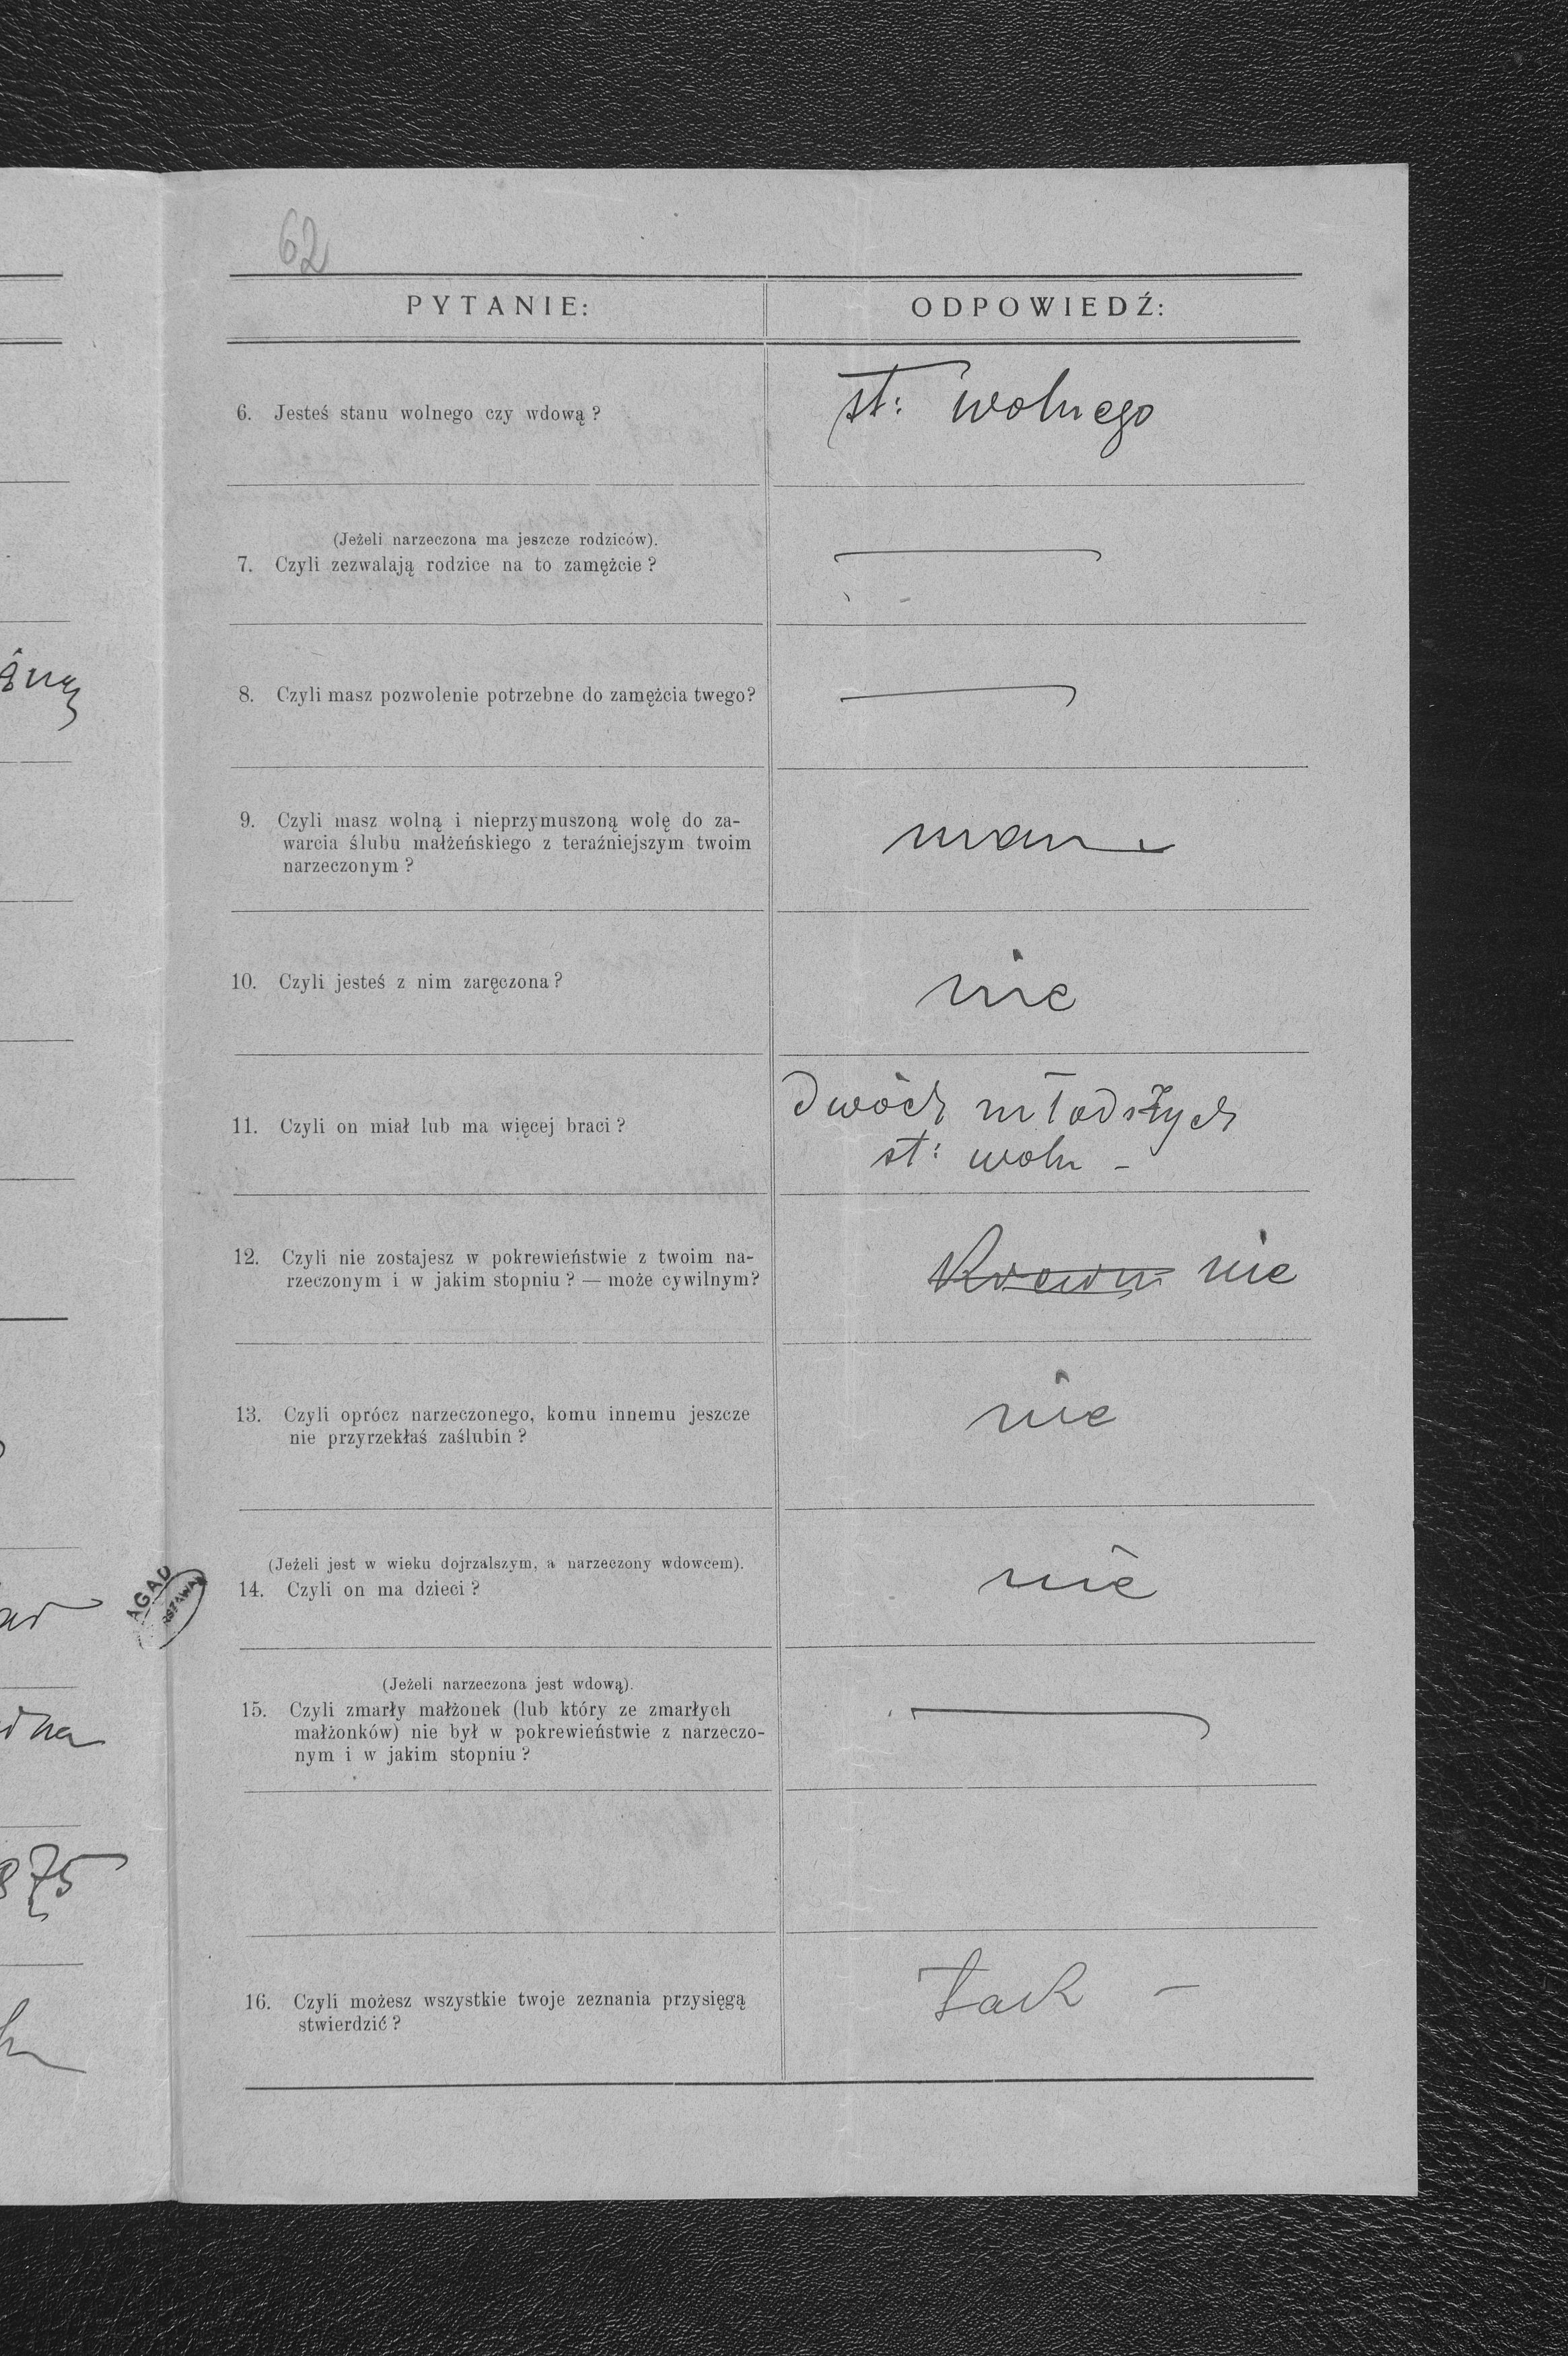 62
PYTANIE:
ODPOWIEDŹ:
6. Jesteś stanu wolnego czy wdową?
st: wolnego
(Jeżeli narzeczona ma jeszcze rodziców).
7. Czyli zezwalają rodzice na to zamężcie?
8. Czyli masz pozwolenie potrzebne do zamężcia twego?
9. Czyli masz wolną i nieprzymuszoną wolę do za-
warcia ślubu małżeńskiego z teraźniejszym twoim
narzeczonym?
mam
10. Czyli jesteś z nim zaręczona?
nie
11. Czyli on miał lub ma więcej braci?
dwóch młodszych
st: woln -
12. Czyli nie zostajesz w pokrewieństwie z twoim na-
rzeczonym i w jakim stopniu? — może cywilnym?
nie
13. Czyli oprócz narzeczonego, komu innemu jeszcze
nie przyrzekłaś zaślubin?
nie
(Jeżeli jest w wieku dojrzalszym, a narzeczony wdowcem).
14. Czyli on ma dzieci?
nie
(Jeżeli narzeczona jest wdową).
15. Czyli zmarły małżonek (lub który ze zmarłych
małżonków) nie był w pokrewieństwie z narzeczo-
nym i w jakim stopniu?
16. Czyli możesz wszystkie twoje zeznania przysięgą
stwierdzić?
Tak -
AGAD
875